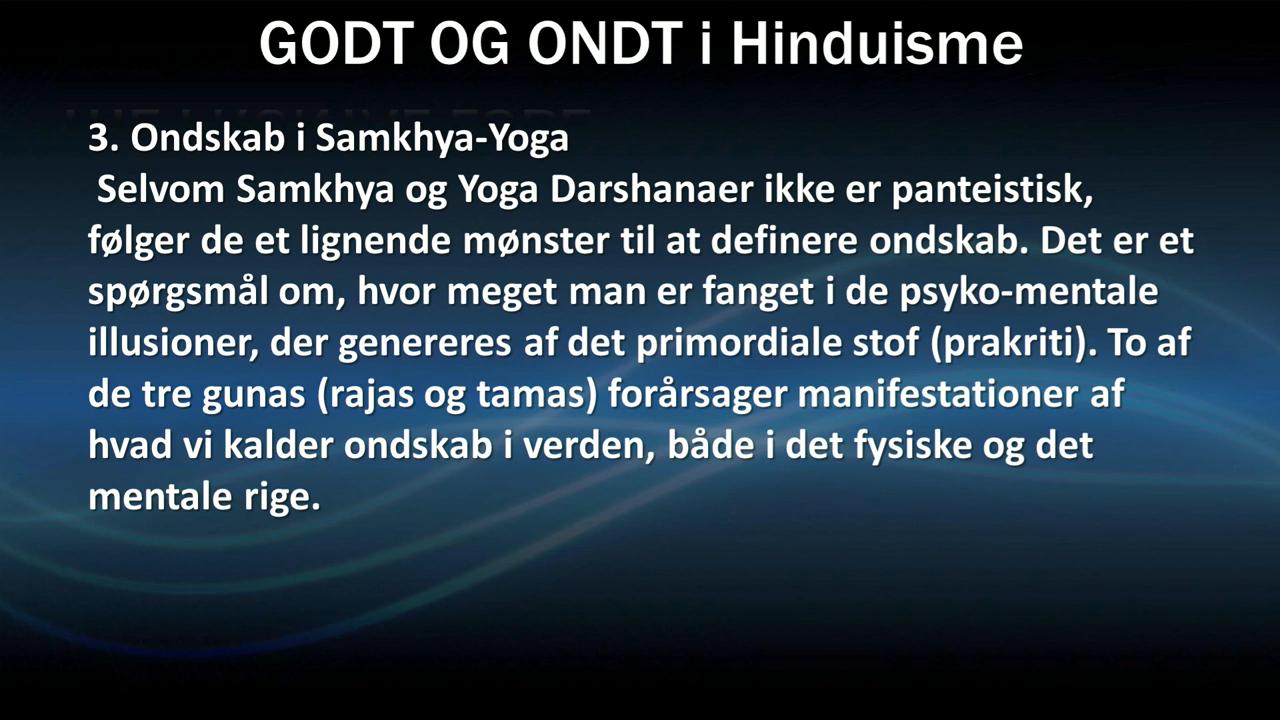 GODT OG ONDT i Hinduisme
3. Ondskab i Samkhya-Yoga
Selvom Samkhya og Yoga Darshanaer ikke er panteistisk,
følger de et lignende mønster til at definere ondskab. Det er et
spørgsmål om, hvor meget man er fanget i de psyko-mentale
illusioner, der genereres af det primordiale stof (prakriti). To af
de tre gunas (rajas og tamas) forårsager manifestationer af
hvad vi kalder ondskab i verden, både i det fysiske og det
mentale rige.